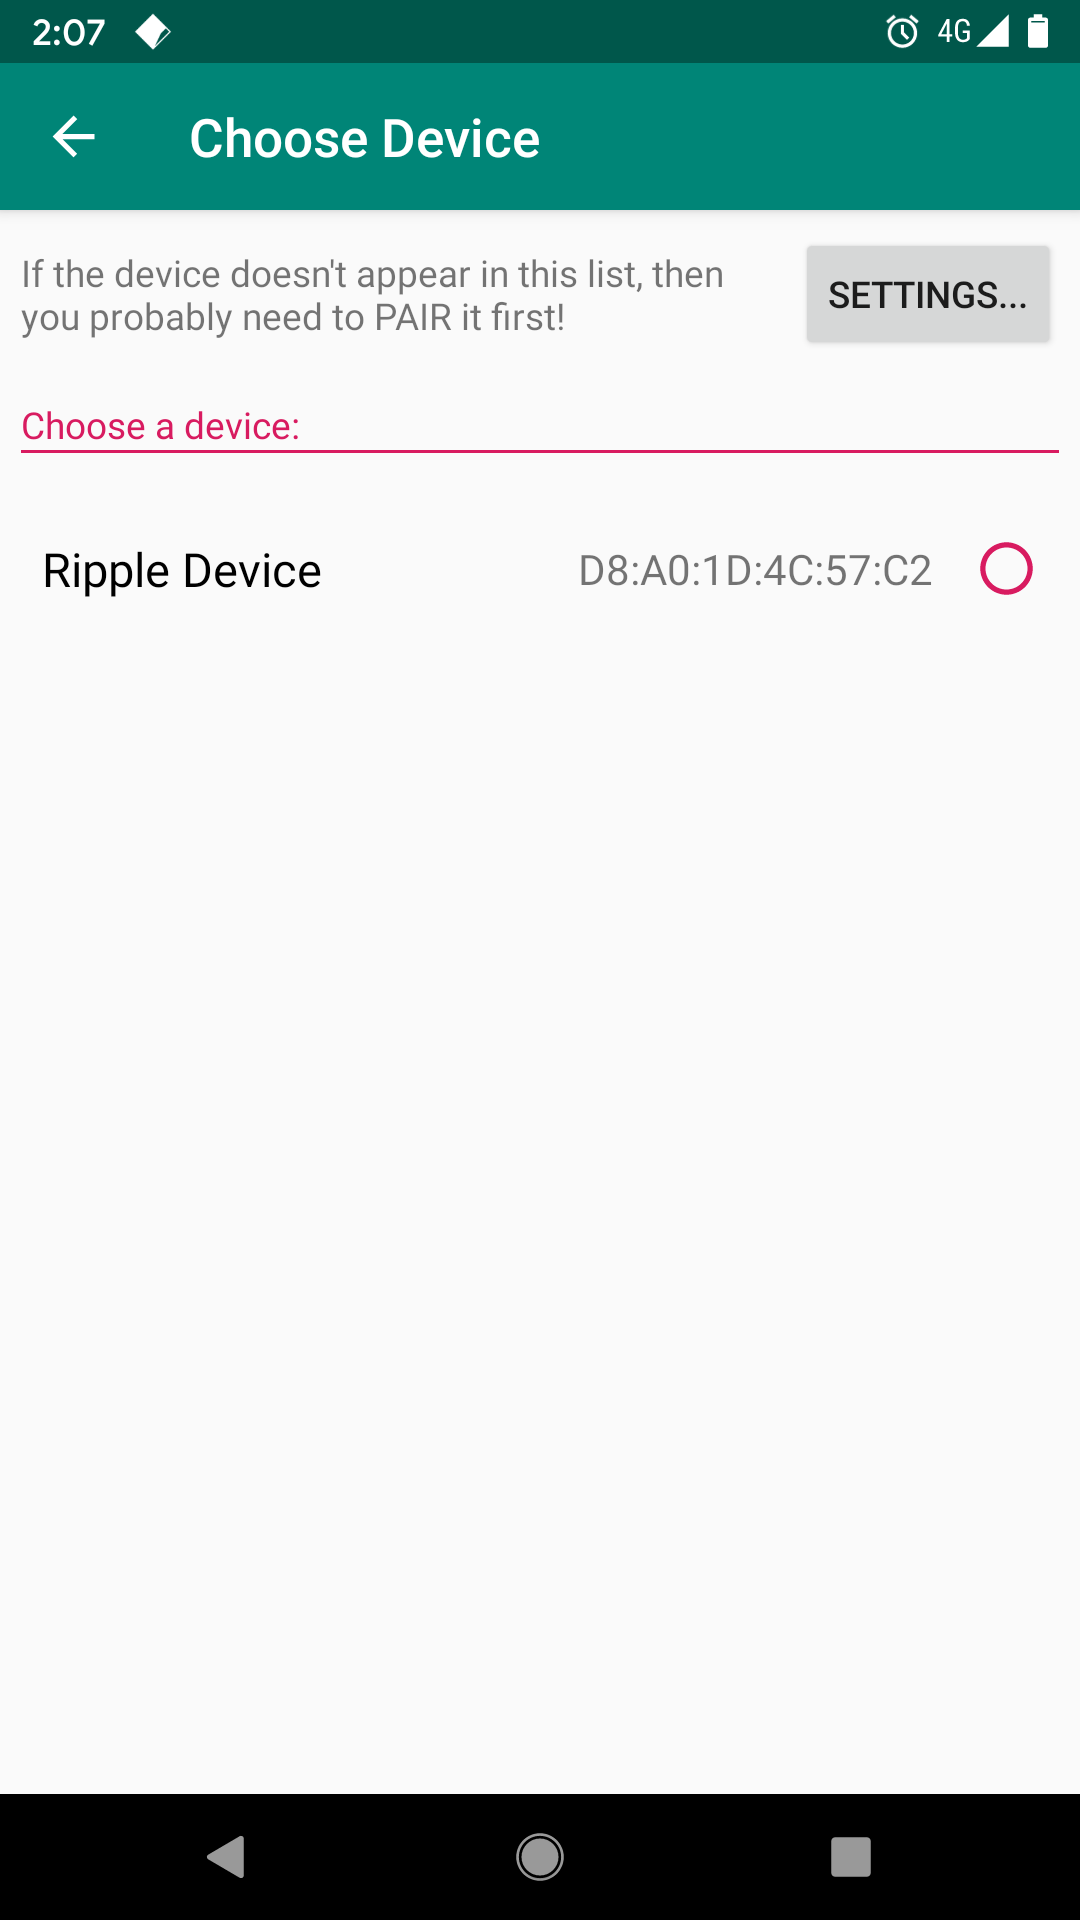 2:07
4G
Choose Device
If the device doesn't appear in this list, then
you probably need to PAIR it first!
SETTINGS...
Choose a device:
Ripple Device D8:A0:1D:4C:57:C2